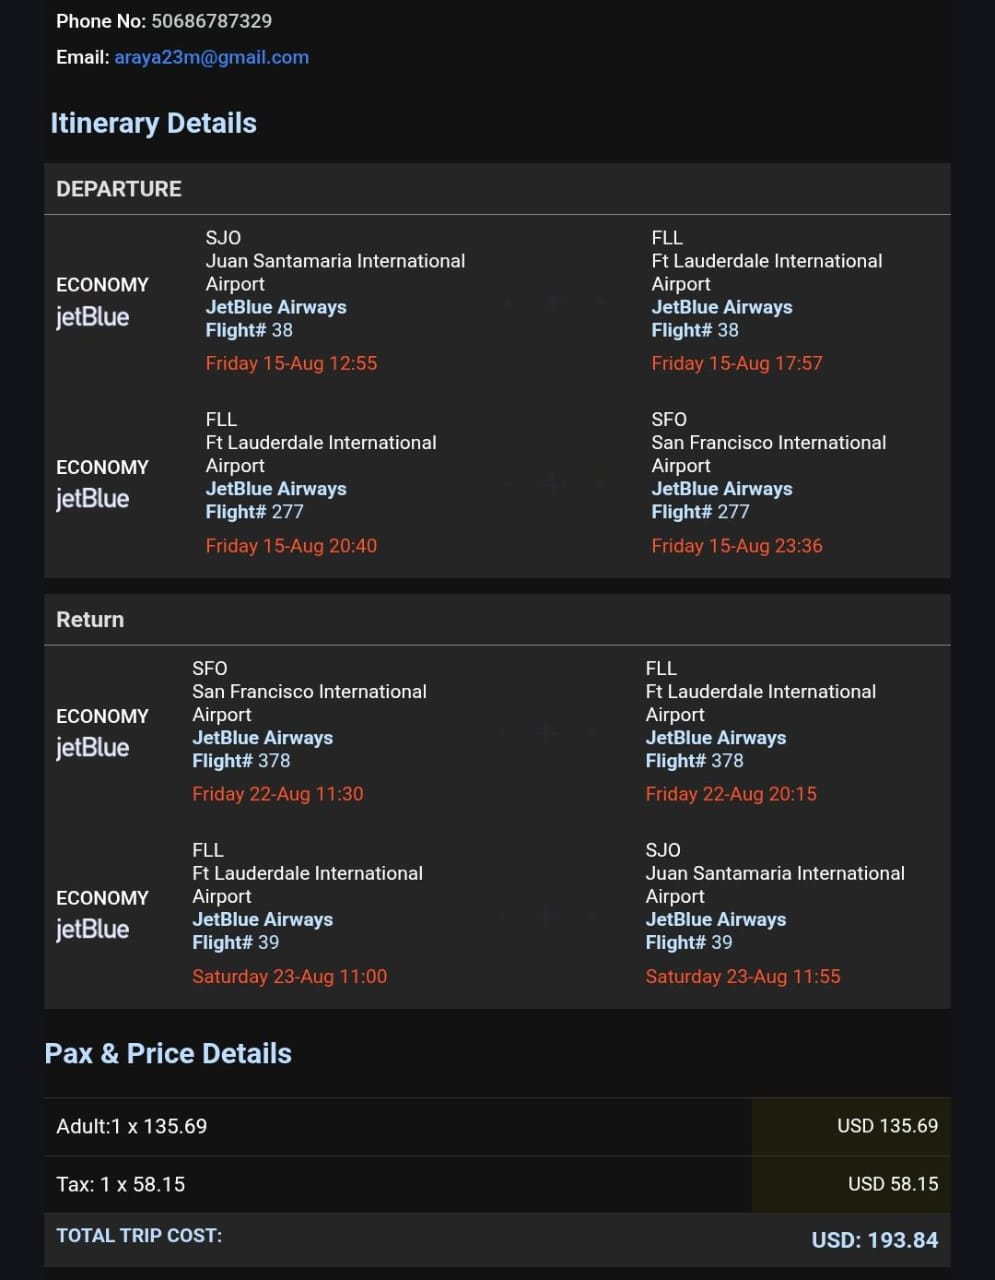 Phone No: 50686787329
Email: araya23m@gmail.com
Itinerary Details
DEPARTURE
ECONOMY
jetBlue
SJO
Juan Santamaria International
Airport
JetBlue Airways
Flight# 38
Friday 15-Aug 12:55
FLL
Ft Lauderdale International
Airport
JetBlue Airways
Flight# 38
Friday 15-Aug 17:57
ECONOMY
jetBlue
FLL
Ft Lauderdale International
Airport
JetBlue Airways
Flight# 277
Friday 15-Aug 20:40
SFO
San Francisco International
Airport
JetBlue Airways
Flight# 277
Friday 15-Aug 23:36
Return
ECONOMY
jetBlue
SFO
San Francisco International
Airport
JetBlue Airways
Flight# 378
Friday 22-Aug 11:30
FLL
Ft Lauderdale International
Airport
JetBlue Airways
Flight# 378
Friday 22-Aug 20:15
ECONOMY
jetBlue
FLL
Ft Lauderdale International
Airport
JetBlue Airways
Flight# 39
Saturday 23-Aug 11:00
SJO
Juan Santamaria International
Airport
JetBlue Airways
Flight# 39
Saturday 23-Aug 11:55
Pax & Price Details
Adult:1 x 135.69 USD 135.69
Tax: 1 x 58.15 USD 58.15
TOTAL TRIP COST: USD: 193.84